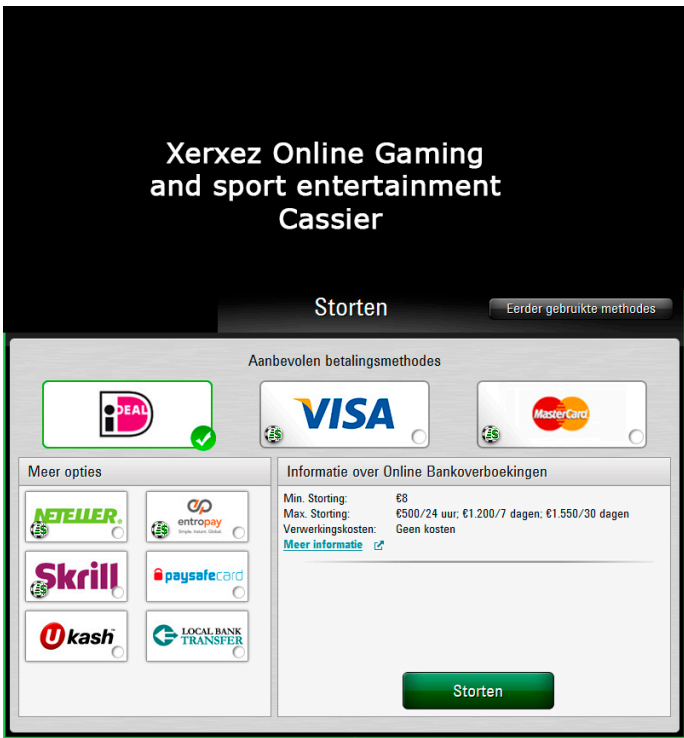 Xerxez Online Gaming
and sport entertainment
Cassier
Storten
Eerder gebruikte methodes
Aanbevolen betalingsmethodes
iDEAL
VISA
MasterCard
Meer opties
NETELLER.
entropay
Simple. Instant. Global.
Skrill
paysafecard
Ukash
LOCAL BANK
TRANSFER
Informatie over Online Bankoverboekingen
Min. Storting: €8
Max. Storting: €500/24 uur; €1.200/7 dagen; €1.550/30 dagen
Verwerkingskosten: Geen kosten
Meer informatie
Storten